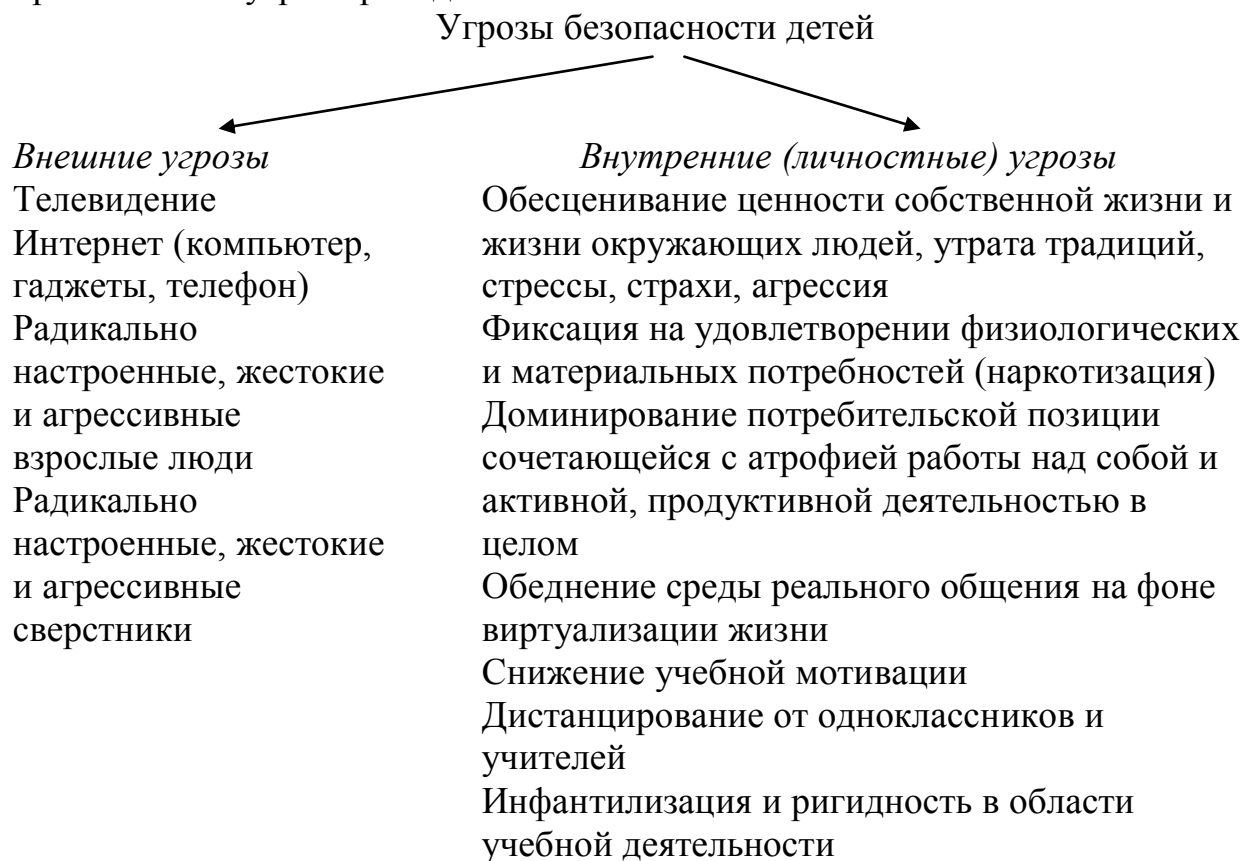 Угрозы безопасности детей
Внешние угрозы
Телевидение
Интернет (компьютер,
гаджеты, телефон)
Радикально
настроенные, жестокие
и агрессивные
взрослые люди
Радикально
настроенные, жестокие
и агрессивные
сверстники
Внутренние (личностные) угрозы
Обесценивание ценности собственной жизни и
жизни окружающих людей, утрата традиций,
стрессы, страхи, агрессия
Фиксация на удовлетворении физиологических
и материальных потребностей (наркотизация)
Доминирование потребительской позиции
сочетающейся с атрофией работы над собой и
активной, продуктивной деятельностью в
целом
Обеднение среды реального общения на фоне
виртуализации жизни
Снижение учебной мотивации
Дистанцирование от одноклассников и
учителей
Инфантилизация и ригидность в области
учебной деятельности